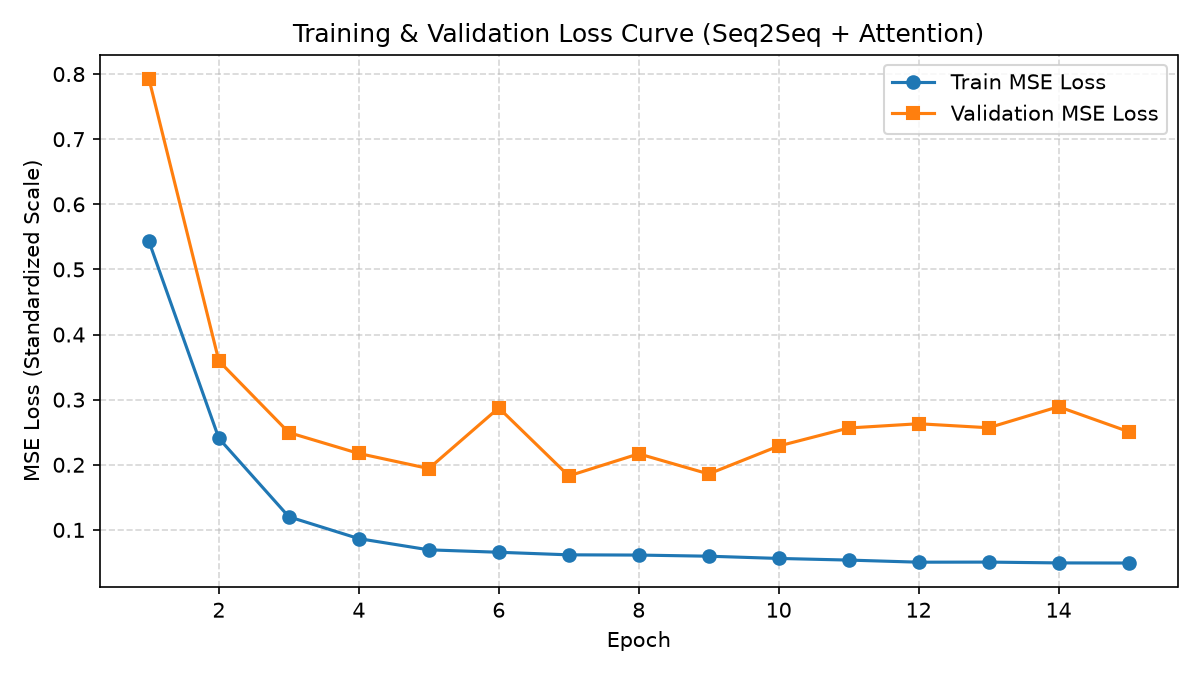 Training & Validation Loss Curve (Seq2Seq + Attention)
Train MSE Loss
Validation MSE Loss
MSE Loss (Standardized Scale)
0.8
0.7
0.6
0.5
0.4
0.3
0.2
0.1
2 4 6 8 10 12 14
Epoch